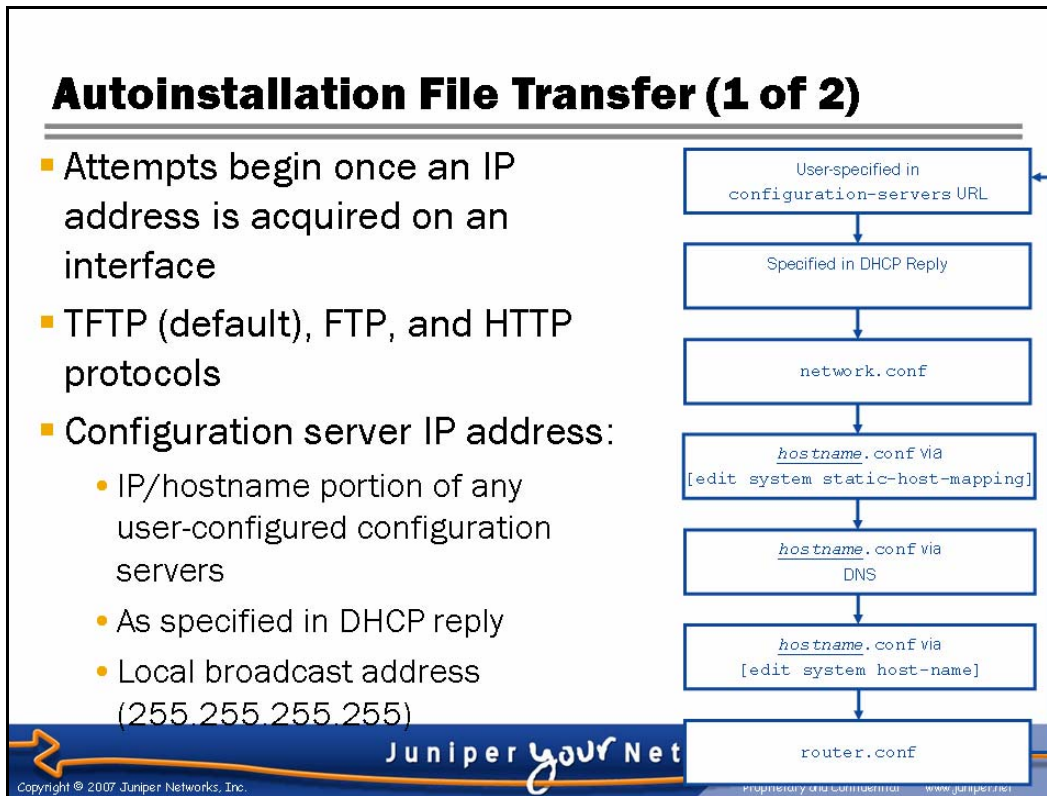 Autoinstallation File Transfer (1 of 2)
Attempts begin once an IP
address is acquired on an
interface
TFTP (default), FTP, and HTTP
protocols
Configuration server IP address:
IP/hostname portion of any
user-configured configuration
servers
As specified in DHCP reply
Local broadcast address
(255.255.255.255)
User-specified in
configuration-servers URL
Specified in DHCP Reply
network.conf
hostname.conf via
[edit system static-host-mapping]
hostname.conf via
DNS
hostname.conf via
[edit system host-name]
router.conf
Juniper your Net
Copyright © 2007 Juniper Networks, Inc.
Proprietary and Confidential
www.juniper.net